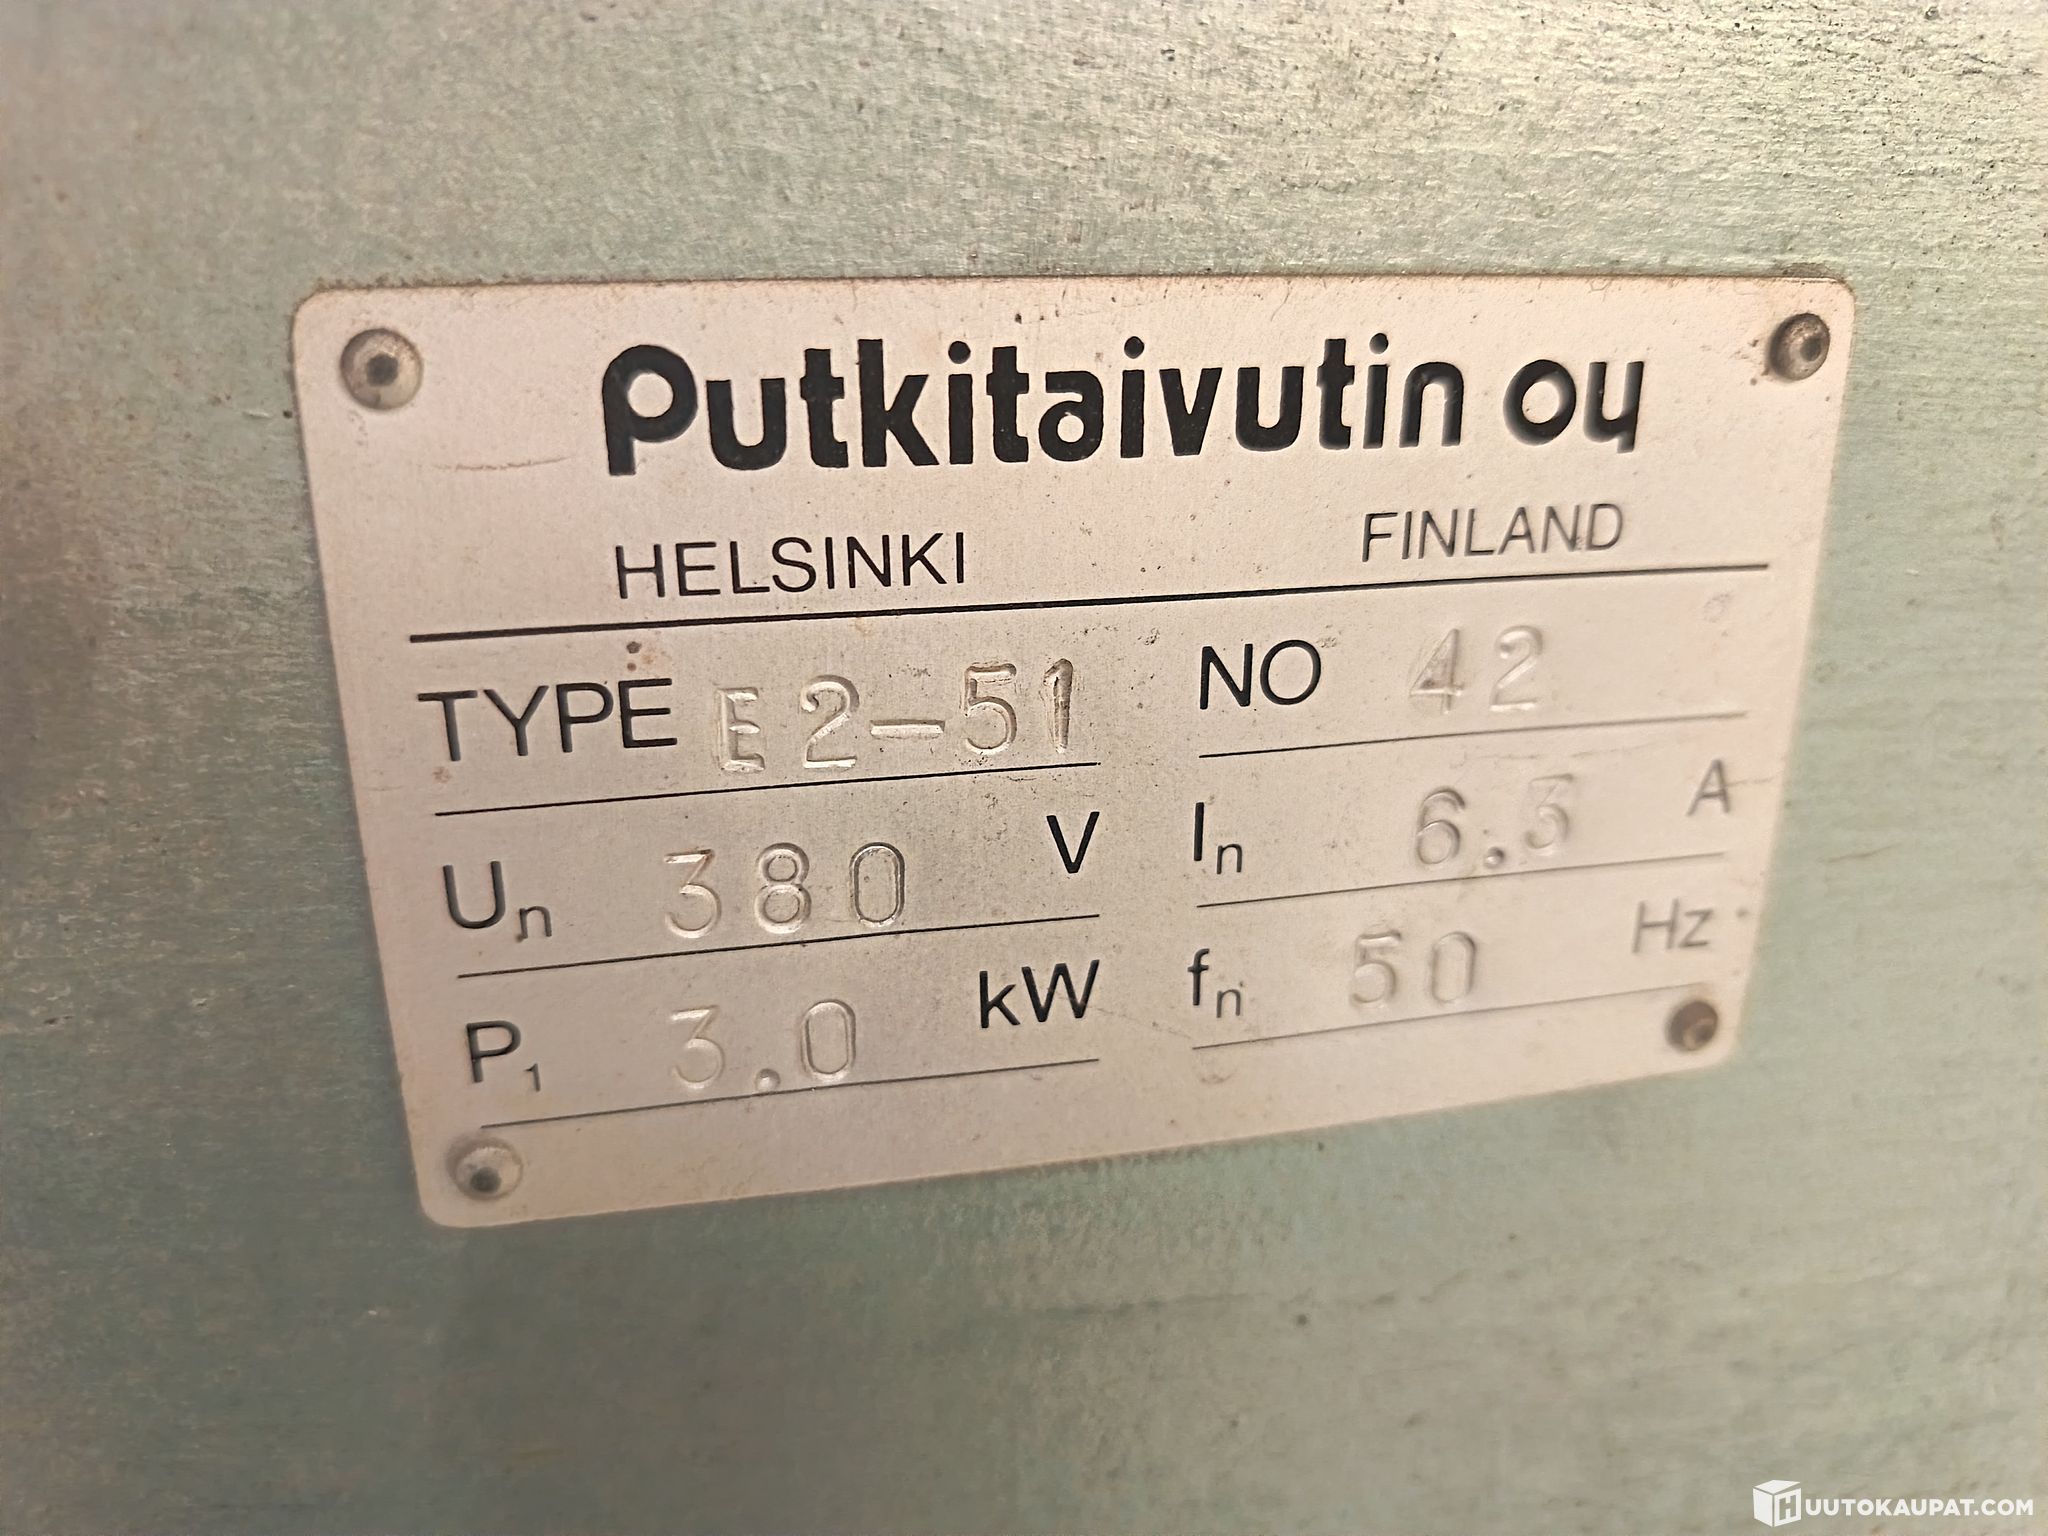 Putkitaivutin oy
HELSINKI FINLAND
TYPE E2-51 NO 42
Un 380 V In 6.3 A
P1 3.0 kW fn 50 Hz
HUUTOKAUPAT.COM